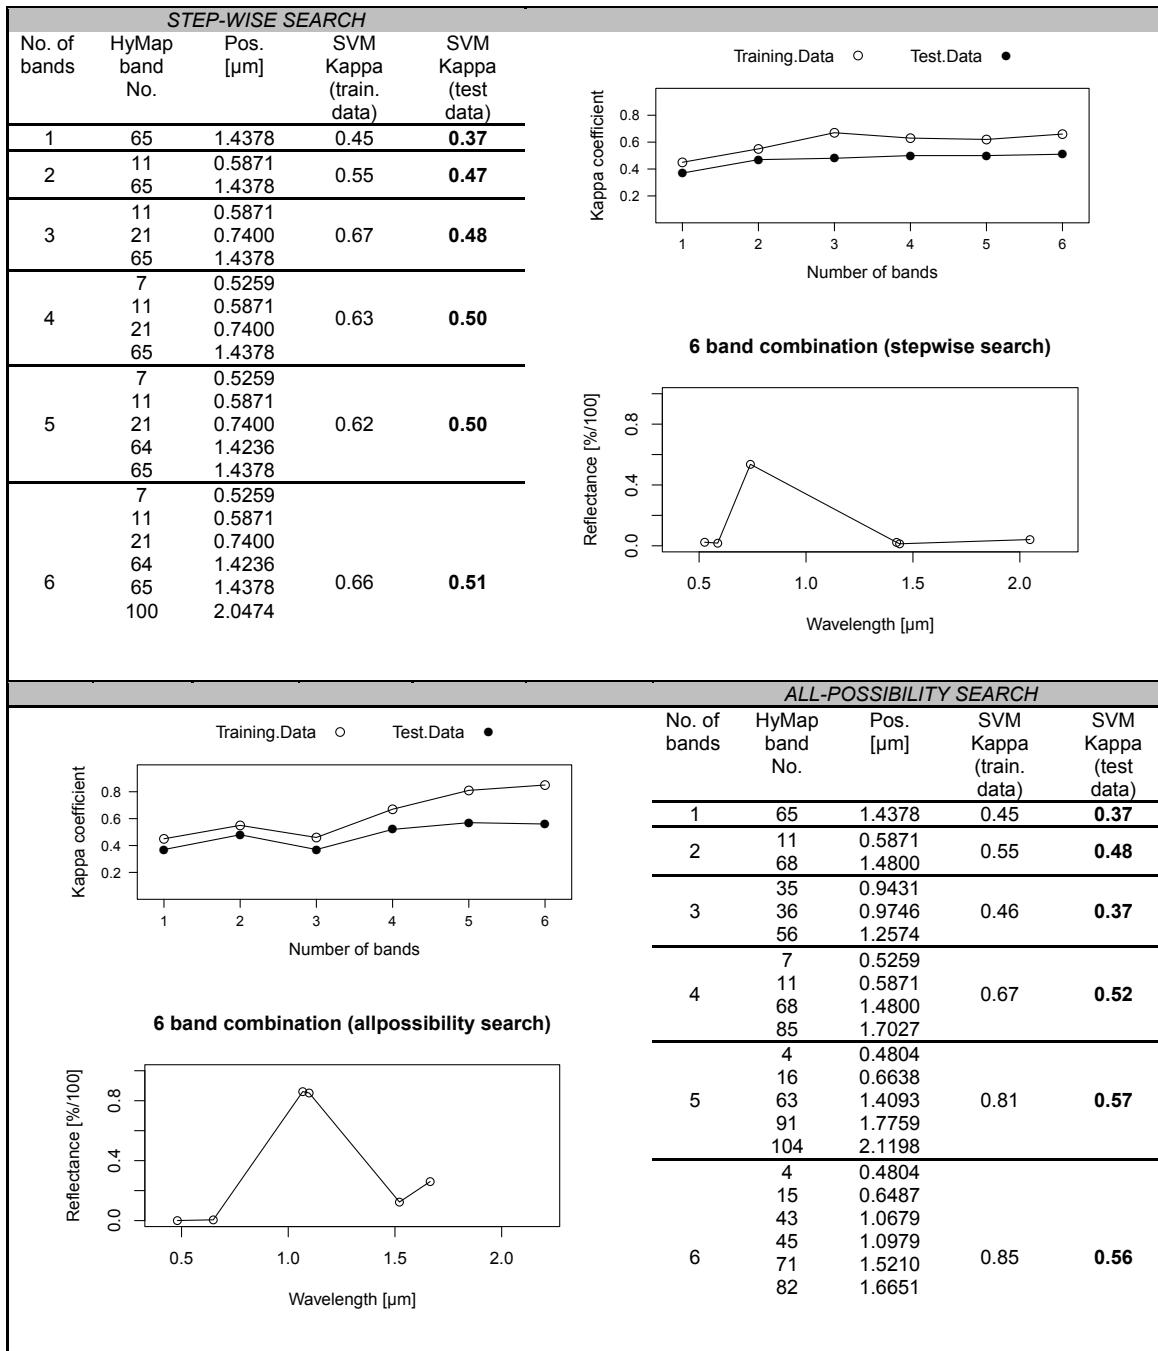 STEP-WISE SEARCH
No. of bands HyMap band No. Pos. [µm] SVM Kappa (train. data) SVM Kappa (test data)
1 65 1.4378 0.45 0.37
2 0.55 0.47
11 0.5871
65 1.4378
3 0.67 0.48
11 0.5871
21 0.7400
65 1.4378
4 0.63 0.50
7 0.5259
11 0.5871
21 0.7400
65 1.4378
5 0.62 0.50
7 0.5259
11 0.5871
21 0.7400
64 1.4236
65 1.4378
6 0.66 0.51
7 0.5259
11 0.5871
21 0.7400
64 1.4236
65 1.4378
100 2.0474
Training.Data Test.Data
Kappa coefficient
0.8
0.6
0.4
0.2
1 2 3 4 5 6
Number of bands
6 band combination (stepwise search)
Reflectance [%/100]
0.8
0.4
0.0
0.5 1.0 1.5 2.0
Wavelength [µm]
Training.Data Test.Data
Kappa coefficient
0.8
0.6
0.4
0.2
1 2 3 4 5 6
Number of bands
6 band combination (allpossibility search)
Reflectance [%/100]
0.8
0.4
0.0
0.5 1.0 1.5 2.0
Wavelength [µm]
ALL-POSSIBILITY SEARCH
No. of bands HyMap band No. Pos. [µm] SVM Kappa (train. data) SVM Kappa (test data)
1 65 1.4378 0.45 0.37
2 0.55 0.48
11 0.5871
68 1.4800
3 0.46 0.37
35 0.9431
36 0.9746
56 1.2574
4 0.67 0.52
7 0.5259
11 0.5871
68 1.4800
85 1.7027
5 0.81 0.57
4 0.4804
16 0.6638
63 1.4093
91 1.7759
104 2.1198
6 0.85 0.56
4 0.4804
15 0.6487
43 1.0679
45 1.0979
71 1.5210
82 1.6651